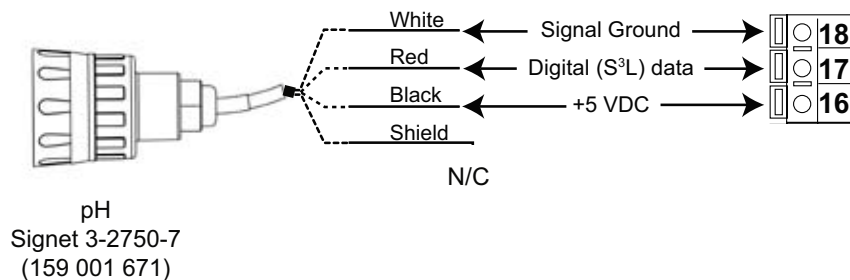 White Signal Ground 18
Red Digital (S³L) data 17
Black +5 VDC 16
Shield
N/C
pH
Signet 3-2750-7
(159 001 671)